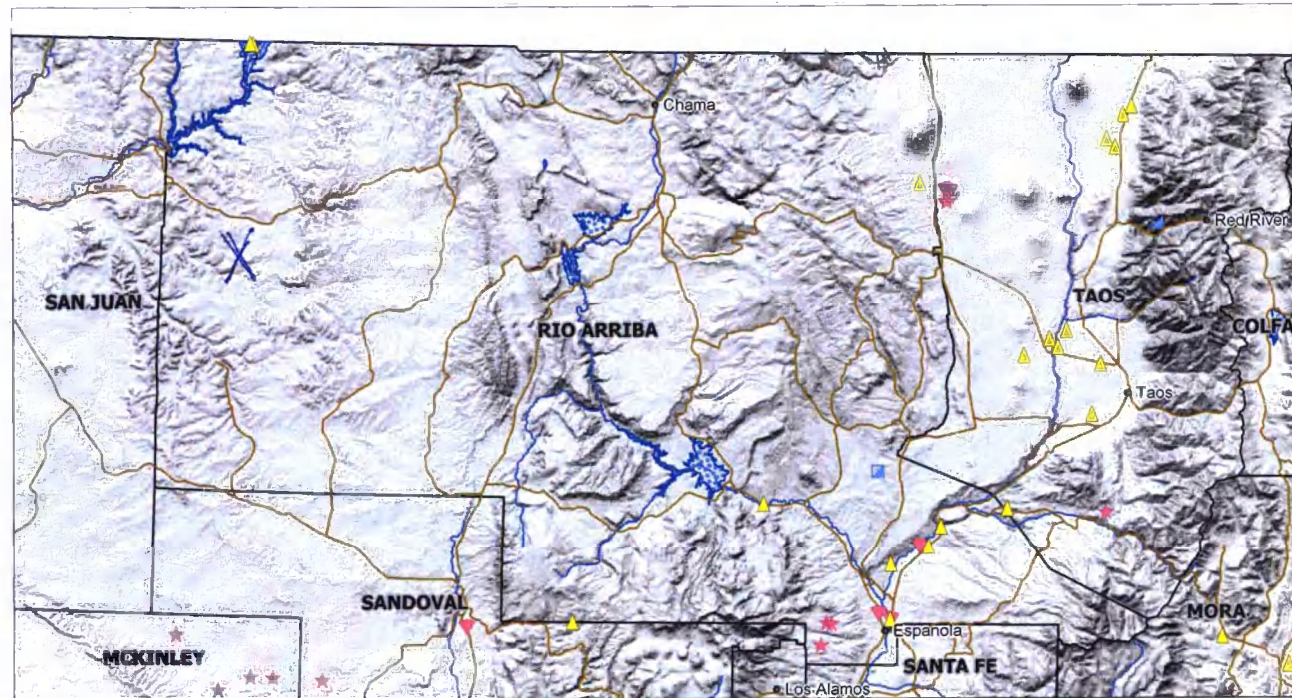 Chama
Red River
SAN JUAN
TAOS
RIO ARRIBA
COLFA
Taos
SANDOVAL
MORA
Espanola
MCKINLEY
SANTA FE
Los Alamos